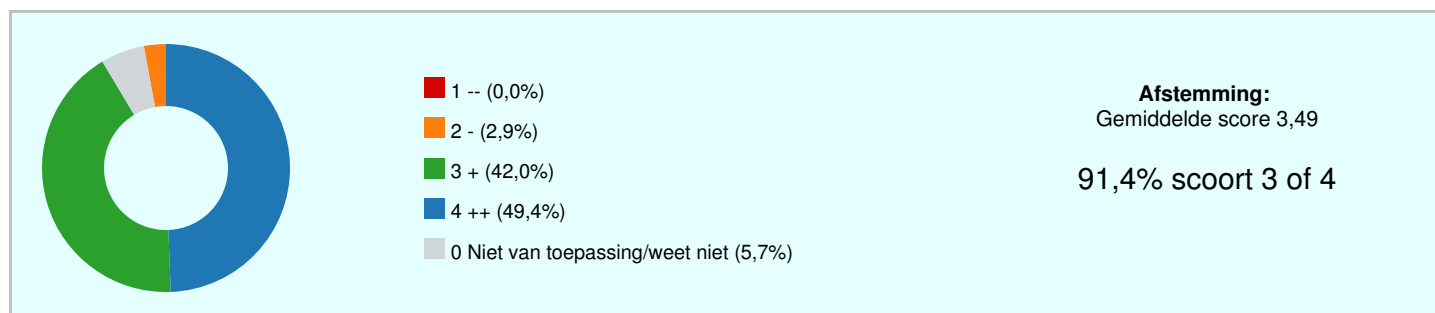 1 -- (0,0%)
2 - (2,9%)
3 + (42,0%)
4 ++ (49,4%)
0 Niet van toepassing/weet niet (5,7%)
Afstemming:
Gemiddelde score 3,49
91,4% scoort 3 of 4